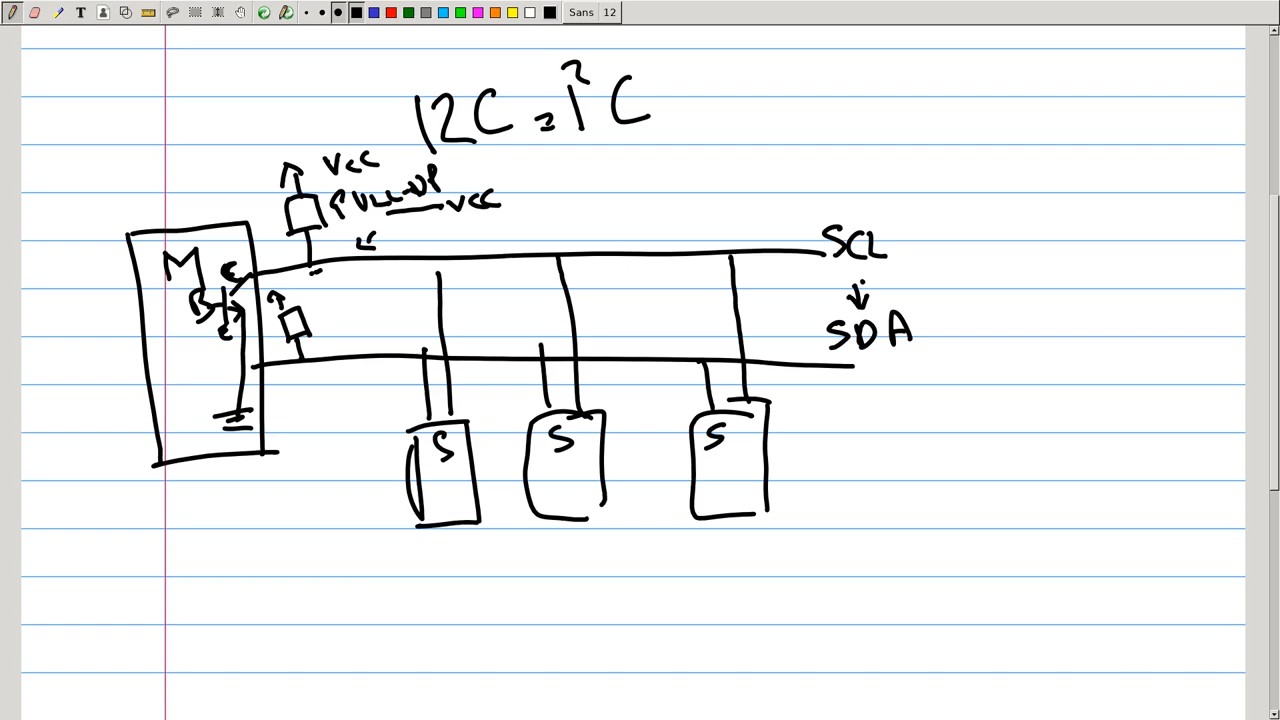 Sans 12
I2C = I²C
VCC
PULL-UP
VCC
SCL
M
C
B
E
SDA
S S S